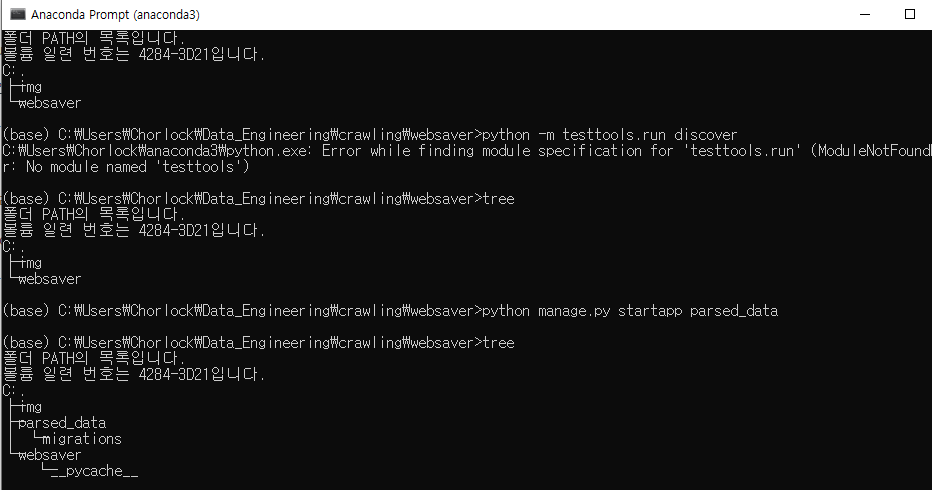 Anaconda Prompt (anaconda3)
폴더 PATH의 목록입니다.
볼륨 일련 번호는 4284-3D21입니다.
C:.
├─img
└─websaver
(base) C:\Users\Chorlock\Data_Engineering\crawling\websaver>python -m testtools.run discover
C:\Users\Chorlock\anaconda3\python.exe: Error while finding module specification for 'testtools.run' (ModuleNotFound
r: No module named 'testtools')
(base) C:\Users\Chorlock\Data_Engineering\crawling\websaver>tree
폴더 PATH의 목록입니다.
볼륨 일련 번호는 4284-3D21입니다.
C:.
├─img
└─websaver
(base) C:\Users\Chorlock\Data_Engineering\crawling\websaver>python manage.py startapp parsed_data
(base) C:\Users\Chorlock\Data_Engineering\crawling\websaver>tree
폴더 PATH의 목록입니다.
볼륨 일련 번호는 4284-3D21입니다.
C:.
├─img
├─parsed_data
│  └─migrations
└─websaver
    └─__pycache__